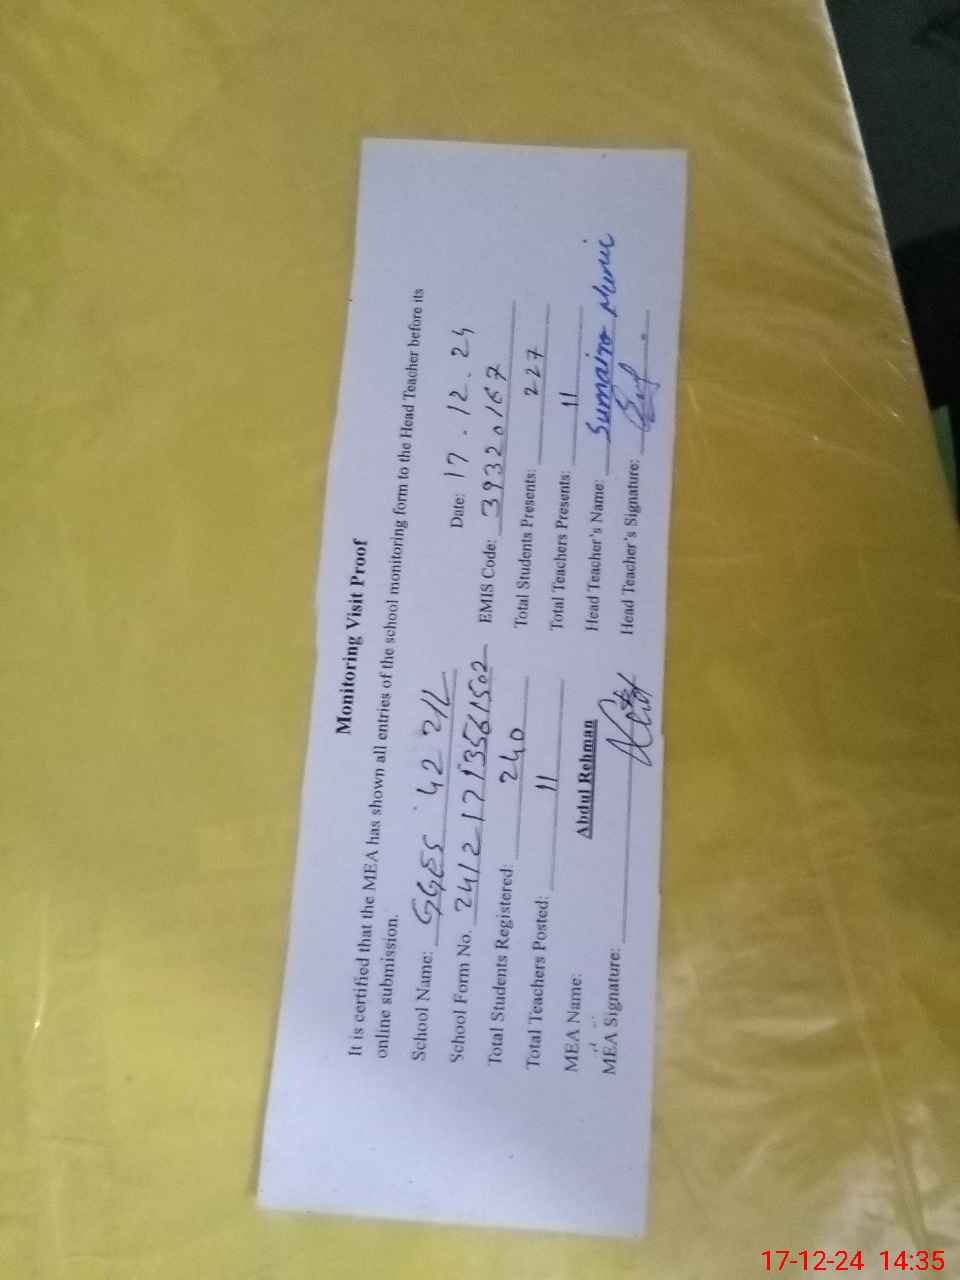 Monitoring Visit Proof
It is certified that the MEA has shown all entries of the school monitoring form to the Head Teacher before its
online submission.
School Name: GGES 42 2/L Date: 17.12.24
School Form No. 24121713561502 EMIS Code: 39320167
Total Students Registered: 240 Total Students Presents: 227
Total Teachers Posted: 11 Total Teachers Presents: 11
MEA Name: Abdul Rehman Head Teacher's Name: Sumaira
MEA Signature: Head Teacher's Signature:
17-12-24 14:35